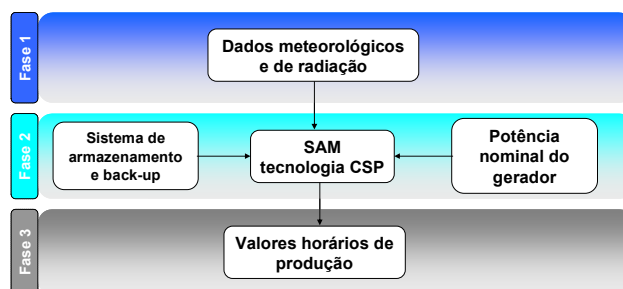 Fase 1
Dados meteorológicos
e de radiação
Fase 2
Sistema de
armazenamento
e back-up
SAM
tecnologia CSP
Potência
nominal do
gerador
Fase 3
Valores horários de
produção